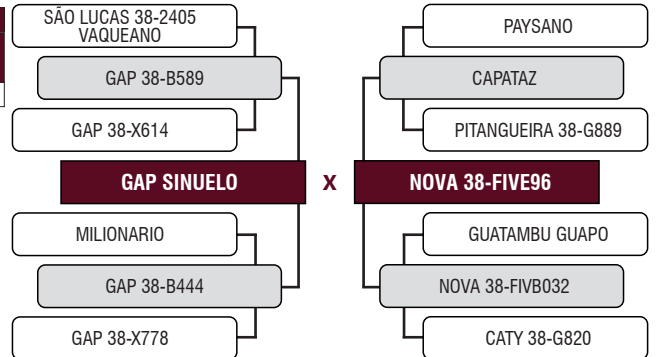 SÃO LUCAS 38-2405
VAQUEANO
GAP 38-B589
GAP 38-X614
GAP SINUELO
MILIONARIO
GAP 38-B444
GAP 38-X778
X
PAYSANO
CAPATAZ
PITANGUEIRA 38-G889
NOVA 38-FIVE96
GUATAMBU GUAPO
NOVA 38-FIVB032
CATY 38-G820